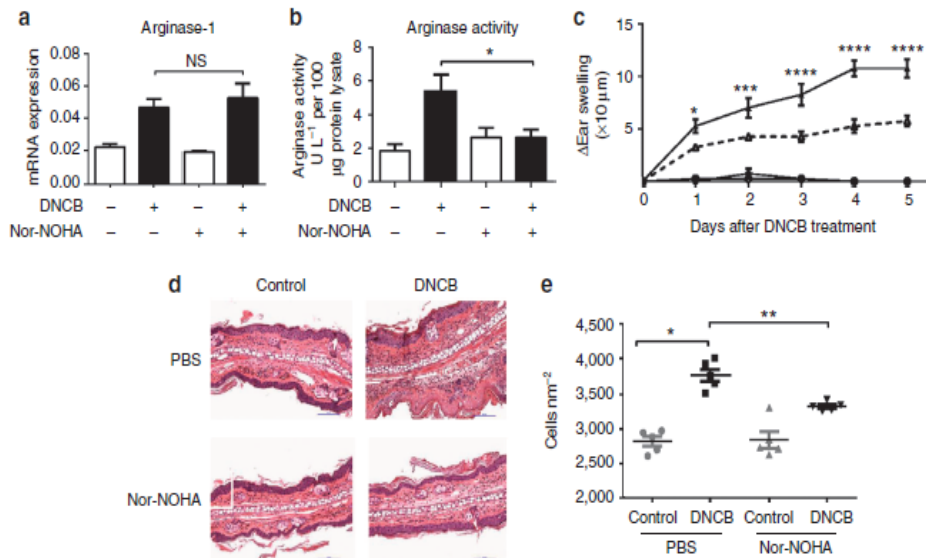 a
Arginase-1
NS
mRNA expression
0.08
0.06
0.04
0.02
0.00
DNCB – + – +
Nor-NOHA – – + +
b
Arginase activity
*
Arginase activity
U L⁻¹ per 100
µg protein lysate
8
6
4
2
0
DNCB – + – +
Nor-NOHA – – + +
c
ΔEar swelling
(×10 µm)
15
10
5
* *** **** **** ****
0 1 2 3 4 5
Days after DNCB treatment
d
Control DNCB
PBS
Nor-NOHA
e
Cells nm⁻²
4,500
4,000
3,500
3,000
2,500
2,000
* **
Control DNCB Control DNCB
PBS Nor-NOHA